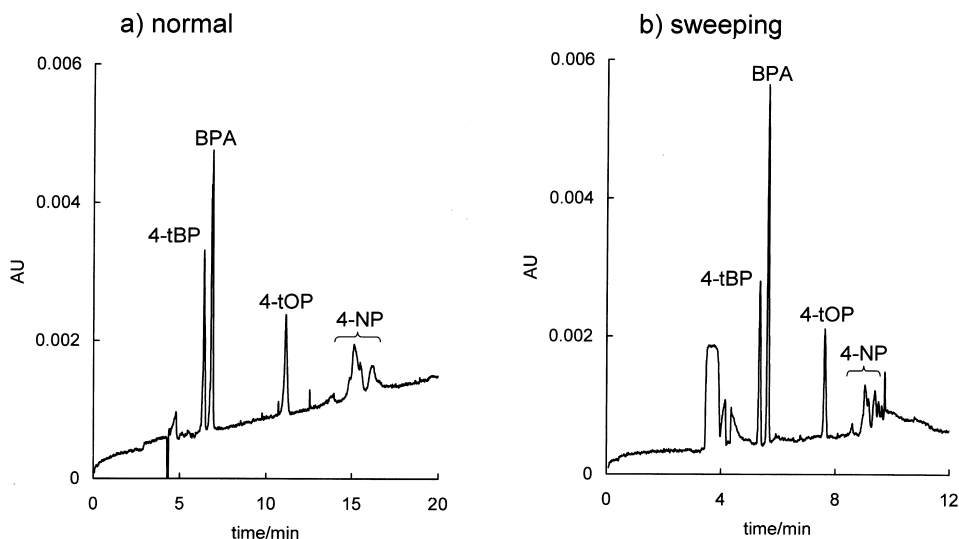 a) normal
0.006
0.004
0.002
0
AU
BPA
4-tBP
4-tOP
4-NP
0
5
10
15
20
time/min
b) sweeping
0.006
0.004
0.002
0
AU
BPA
4-tBP
4-tOP
4-NP
0
4
8
12
time/min